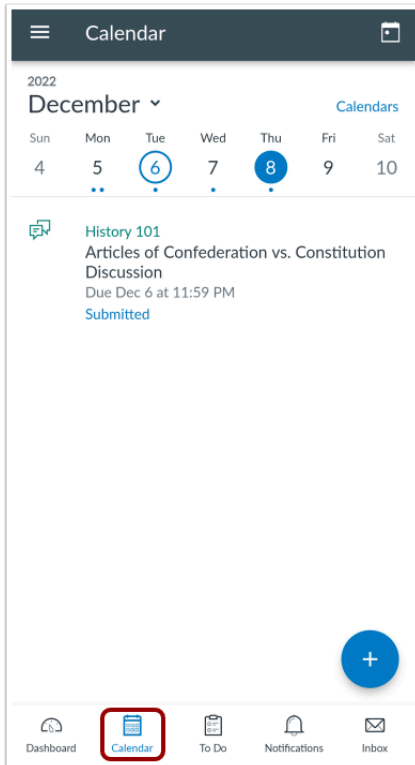 Calendar
2022
December
Calendars
Sun Mon Tue Wed Thu Fri Sat
4 5 6 7 8 9 10
History 101
Articles of Confederation vs. Constitution
Discussion
Due Dec 6 at 11:59 PM
Submitted
+
Dashboard Calendar To Do Notifications Inbox